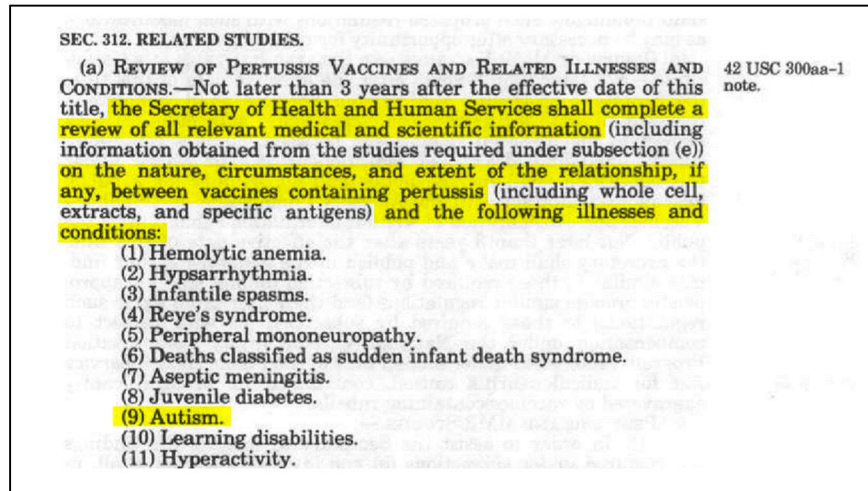 SEC. 312. RELATED STUDIES.
(a) REVIEW OF PERTUSSIS VACCINES AND RELATED ILLNESSES AND
CONDITIONS.—Not later than 3 years after the effective date of this
title, the Secretary of Health and Human Services shall complete a
review of all relevant medical and scientific information (including
information obtained from the studies required under subsection (e))
on the nature, circumstances, and extent of the relationship, if
any, between vaccines containing pertussis (including whole cell,
extracts, and specific antigens) and the following illnesses and
conditions:
(1) Hemolytic anemia.
(2) Hypsarrhythmia.
(3) Infantile spasms.
(4) Reye's syndrome.
(5) Peripheral mononeuropathy.
(6) Deaths classified as sudden infant death syndrome.
(7) Aseptic meningitis.
(8) Juvenile diabetes.
(9) Autism.
(10) Learning disabilities.
(11) Hyperactivity.
42 USC 300aa–1
note.